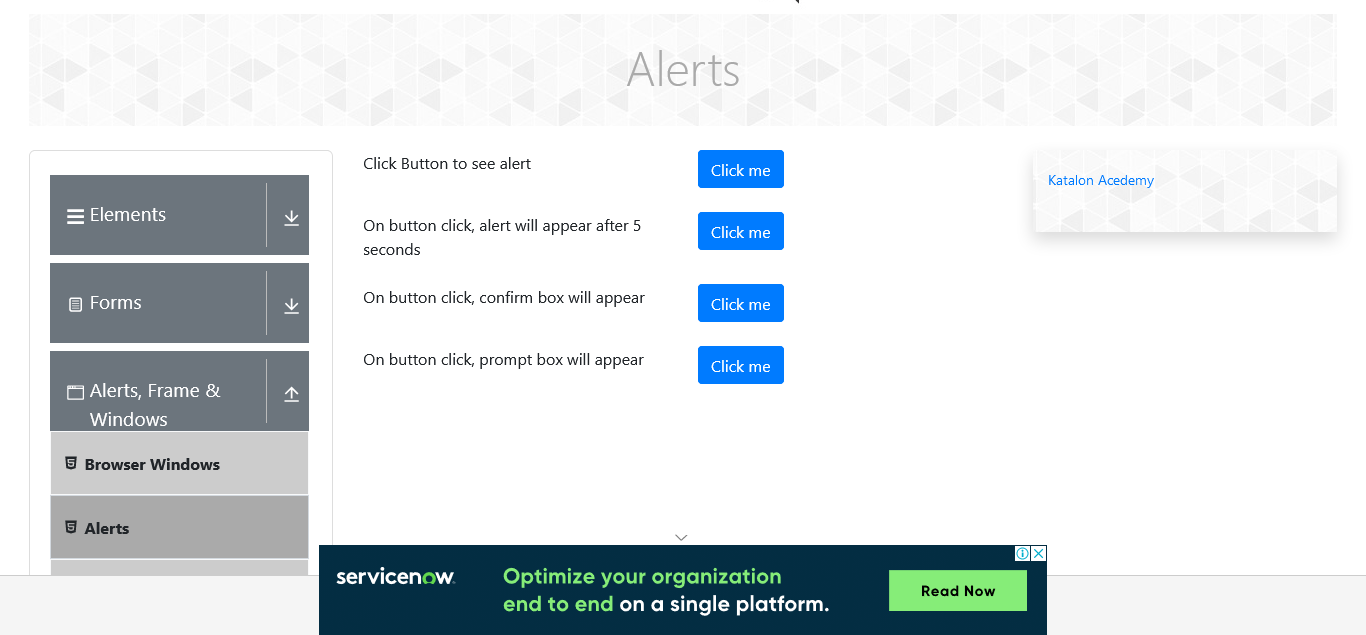 Alerts
Elements
Forms
Alerts, Frame &
Windows
Browser Windows
Alerts
Click Button to see alert
Click me
On button click, alert will appear after 5
seconds
Click me
On button click, confirm box will appear
Click me
On button click, prompt box will appear
Click me
Katalon Acedemy
servicenow
Optimize your organization
end to end on a single platform.
Read Now